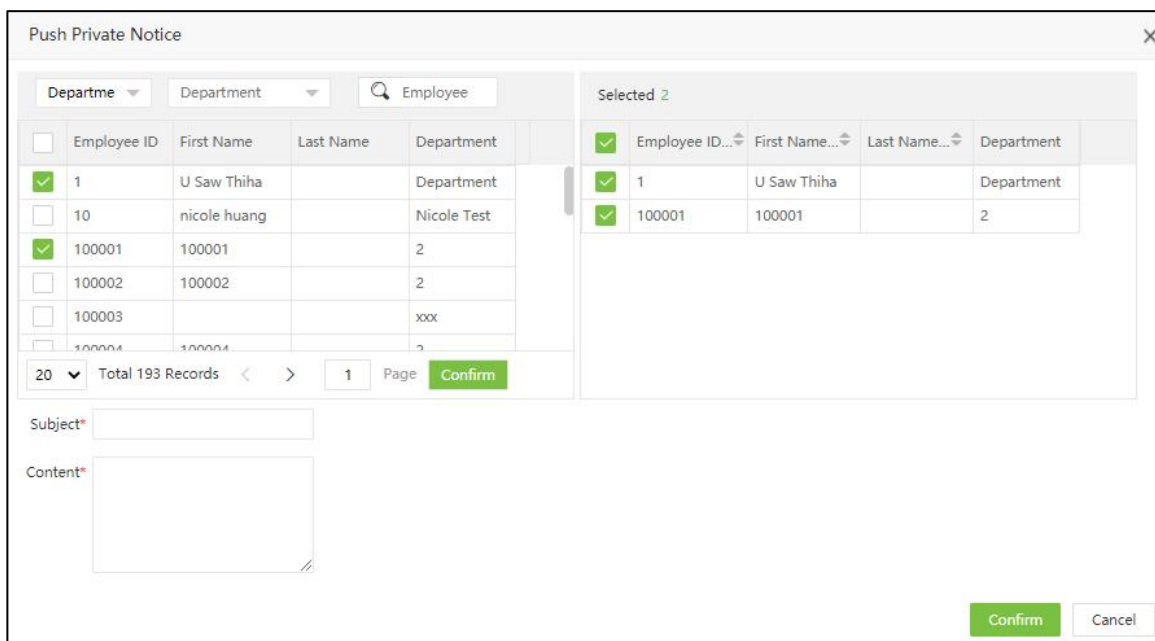 Push Private Notice
Departme Department Employee
Selected 2
Employee ID First Name Last Name Department
Employee ID... First Name... Last Name... Department
1 U Saw Thiha Department
1 U Saw Thiha Department
10 nicole huang Nicole Test
100001 100001 2
100001 100001 2
100002 100002 2
100003 xxx
100004 100004 2
20 Total 193 Records < > 1 Page Confirm
Subject*
Content*
Confirm Cancel